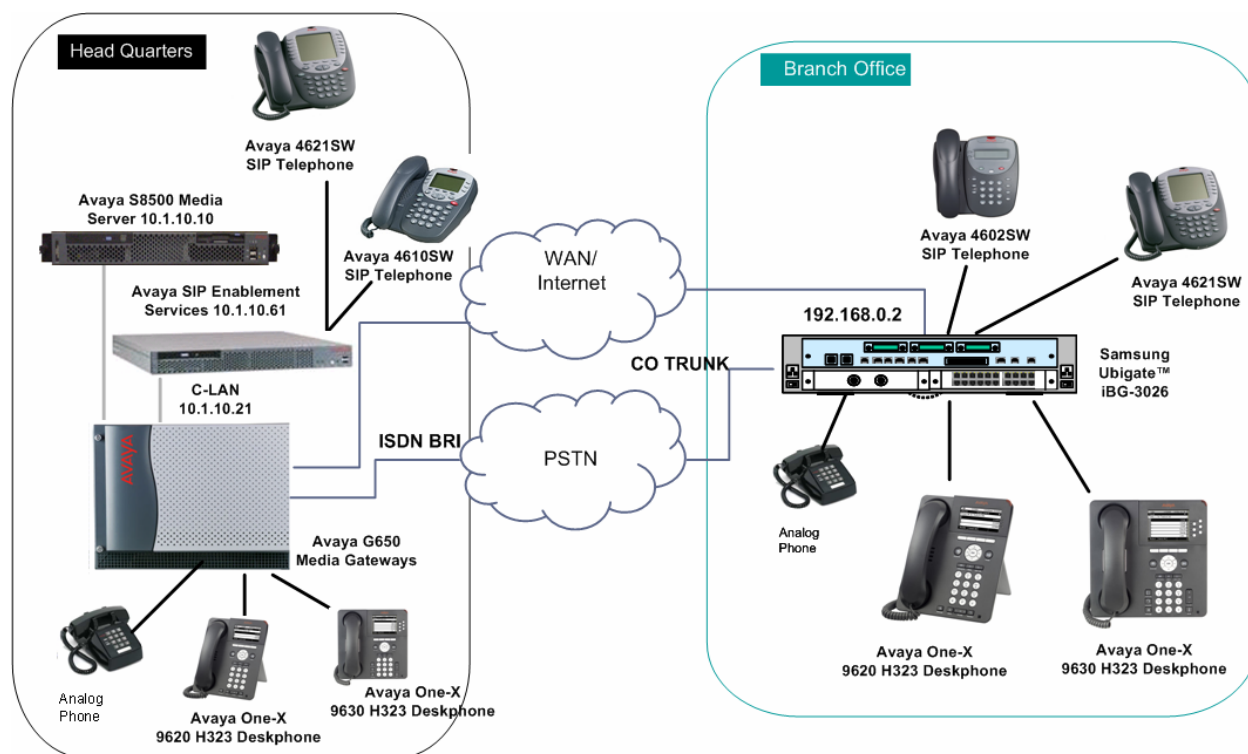 Head Quarters
Avaya 4621SW
SIP Telephone
Avaya S8500 Media
Server 10.1.10.10
Avaya 4610SW
SIP Telephone
Avaya SIP Enablement
Services 10.1.10.61
C-LAN
10.1.10.21
AVAYA
ISDN BRI
Avaya G650
Media Gateways
Analog
Phone
Avaya One-X
9620 H323 Deskphone
Avaya One-X
9630 H323 Deskphone
WAN/
Internet
PSTN
CO TRUNK
Branch Office
Avaya 4602SW
SIP Telephone
Avaya 4621SW
SIP Telephone
192.168.0.2
Samsung
Ubigate™
iBG-3026
Analog
Phone
Avaya One-X
9620 H323 Deskphone
Avaya One-X
9630 H323 Deskphone